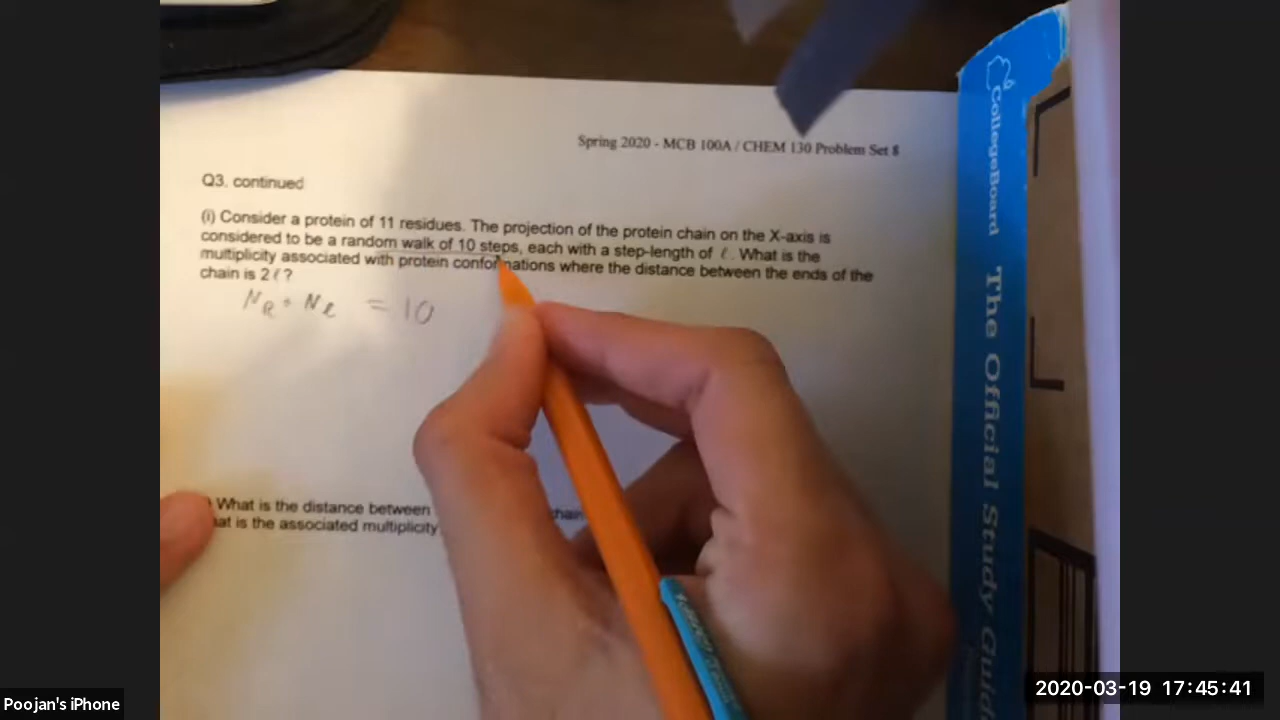 Spring 2020 - MCB 100A / CHEM 130 Problem Set 8
Q3. continued
(i) Consider a protein of 11 residues. The projection of the protein chain on the X-axis is
considered to be a random walk of 10 steps, each with a step-length of ℓ. What is the
multiplicity associated with protein conformations where the distance between the ends of the
chain is 2ℓ?
N_R + N_L = 10
What is the distance between chain
at is the associated multiplicity
CollegeBoard The Official Study Guide
Poojan's iPhone
2020-03-19 17:45:41